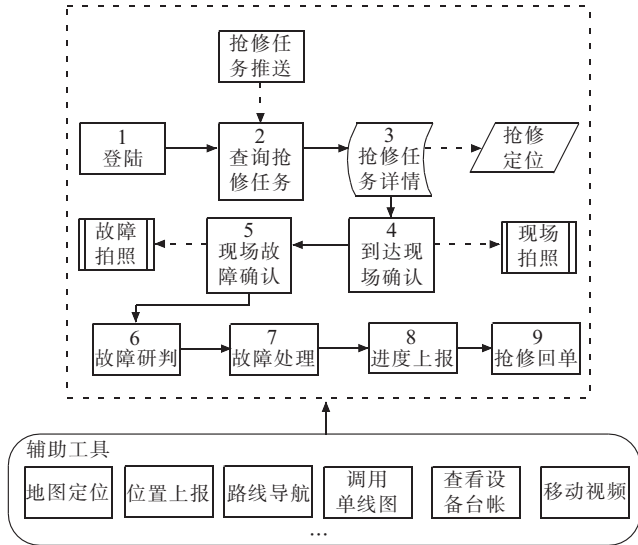 抢修任
务推送
1
登陆
2
查询抢
修任务
3
抢修任
务详情
抢修
定位
故障
拍照
5
现场故
障确认
4
到达现
场确认
现场
拍照
6
故障研判
7
故障处理
8
进度上报
9
抢修回单
辅助工具
地图定位
位置上报
路线导航
调用
单线图
查看设
备台帐
移动视频
…